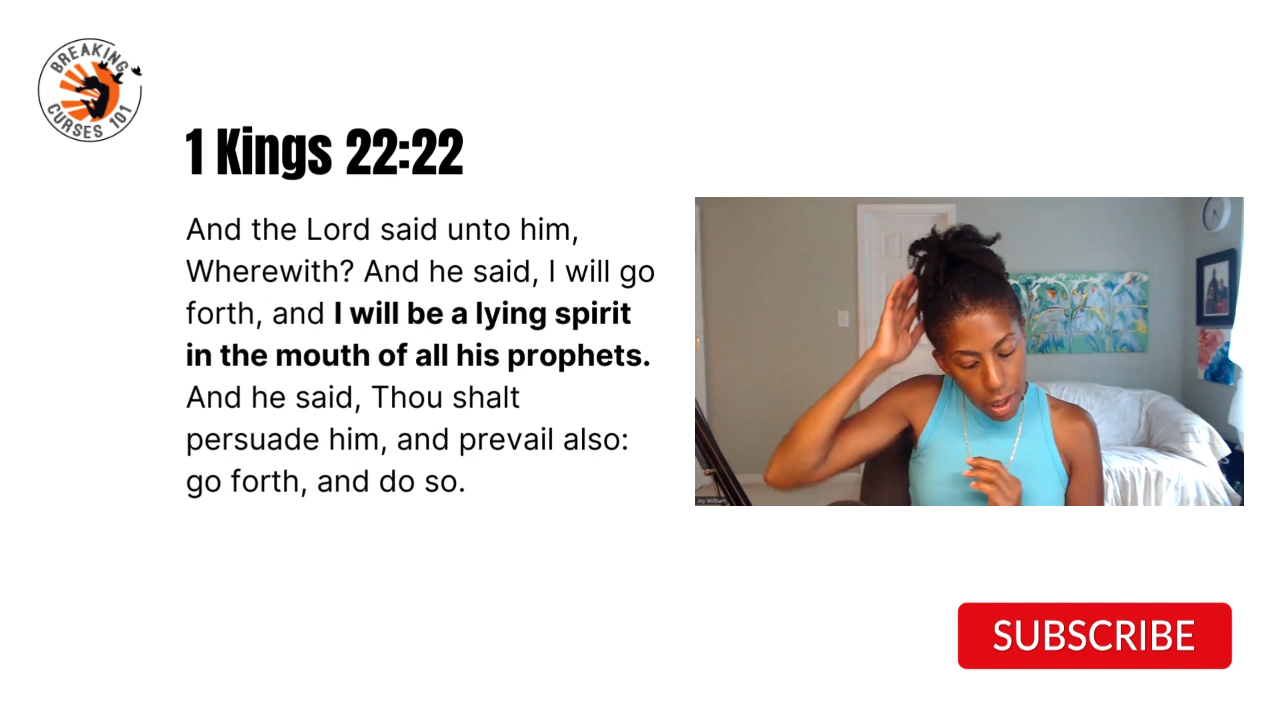 BREAKING
CURSES 101
1 Kings 22:22
And the Lord said unto him,
Wherewith? And he said, I will go
forth, and I will be a lying spirit
in the mouth of all his prophets.
And he said, Thou shalt
persuade him, and prevail also:
go forth, and do so.
Joy Wilburn
SUBSCRIBE